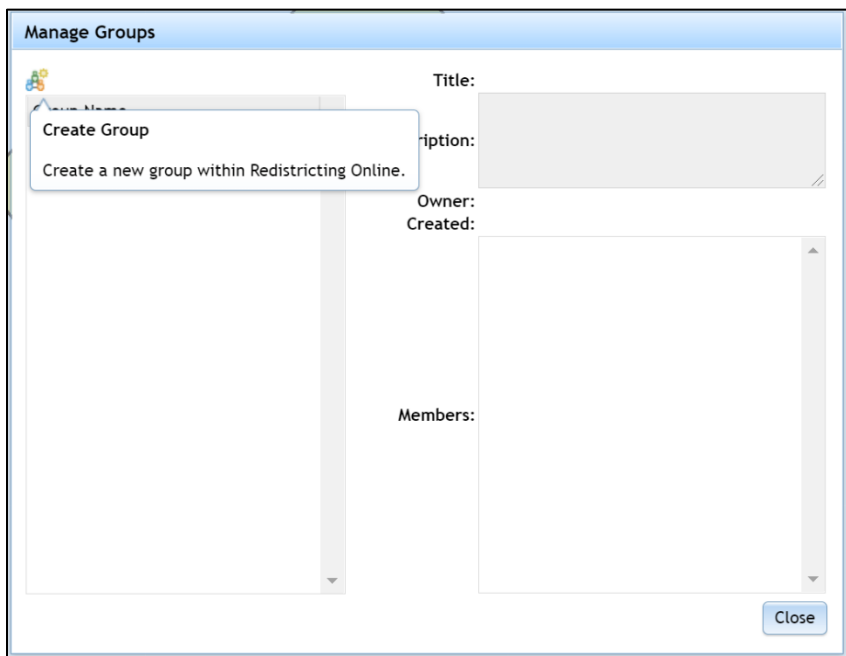 Manage Groups
Title:
Create Group
Create a new group within Redistricting Online.
Owner:
Created:
Members:
Close